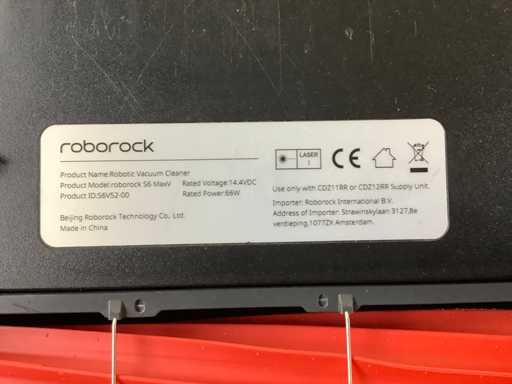 roborock
Product Name:Robotic Vacuum Cleaner
Product Model:roborock S6 MaxV Rated Voltage:14.4VDC
Product ID:S6V52-00 Rated Power:66W
Beijing Roborock Technology Co,. Ltd.
Made in China
LASER
1
CE
Use only with CDZ11RR or CDZ12RR Supply Unit.
Importer: Roborock International B.V.
Address of Importer: Strawinskylaan 3127,8e
verdieping,1077ZX Amsterdam.